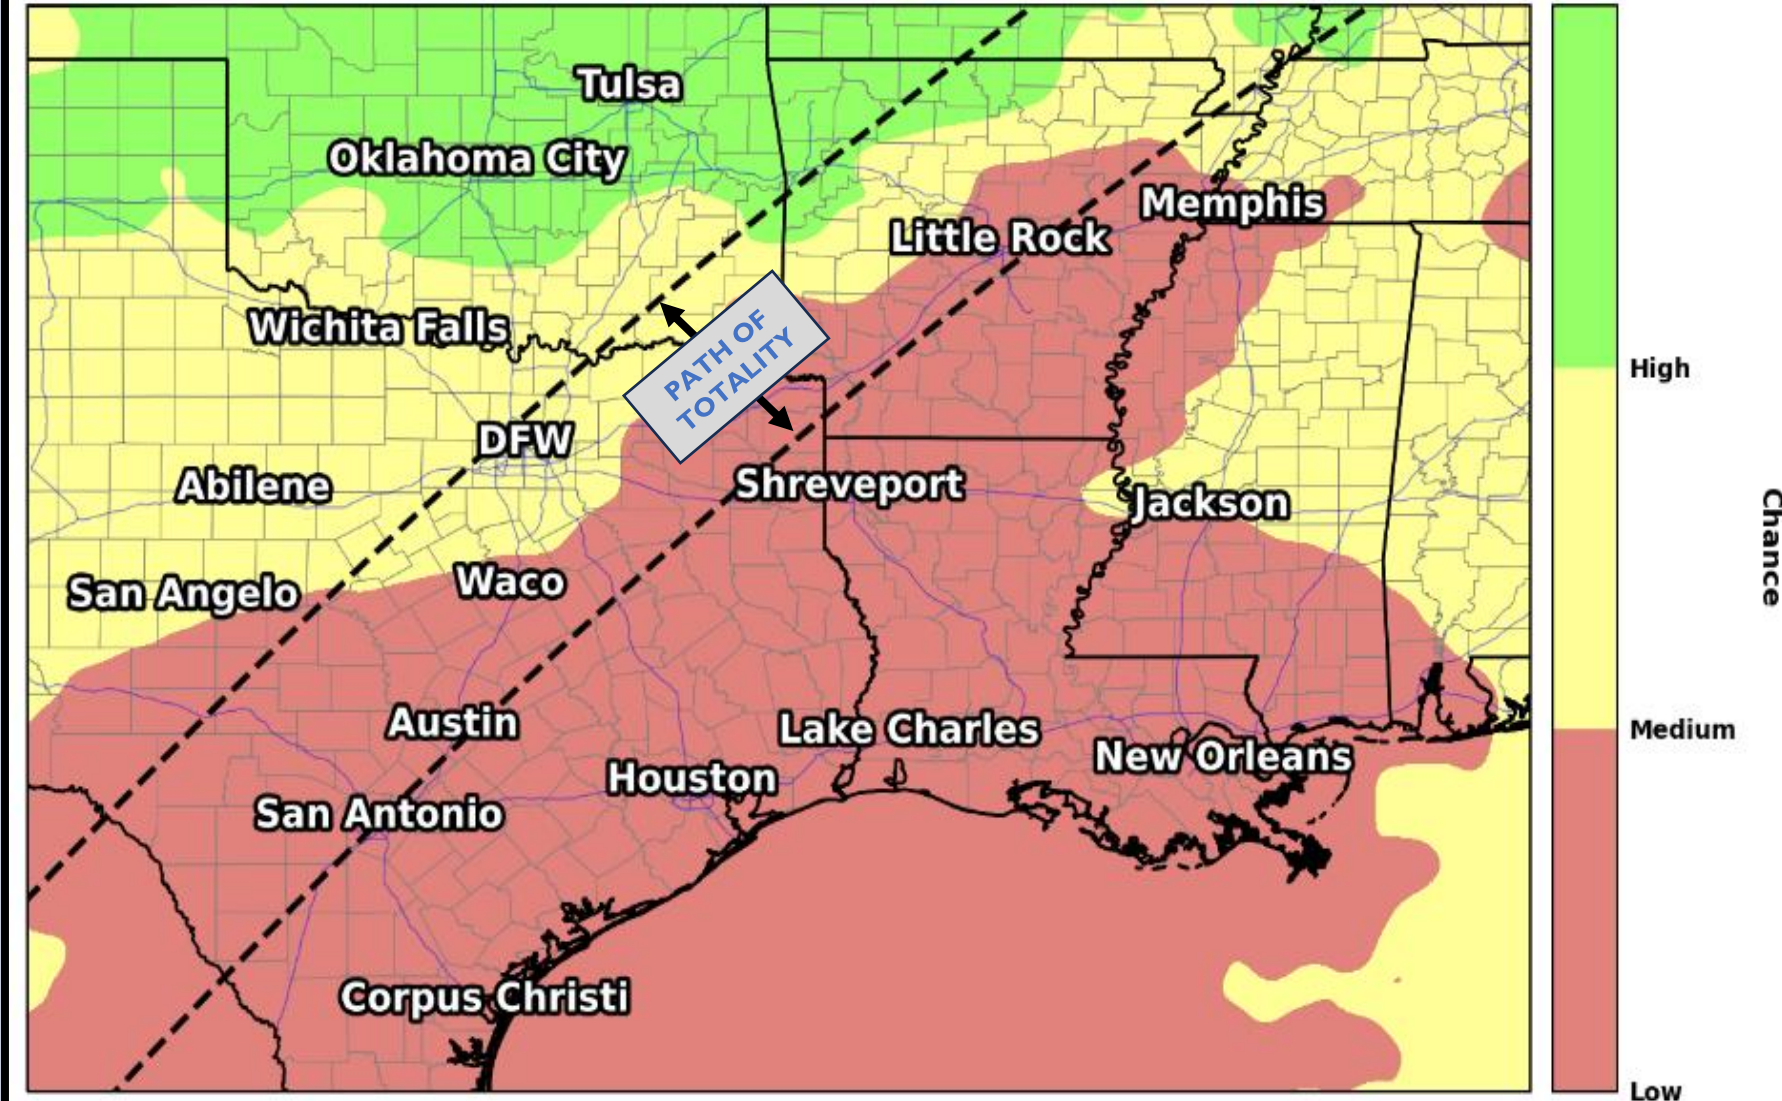 Tulsa
Oklahoma City
Memphis
Little Rock
Wichita Falls
PATH OF
TOTALITY
DFW
Abilene
Shreveport
Jackson
San Angelo
Waco
Austin
Lake Charles
New Orleans
Houston
San Antonio
Corpus Christi
High
Medium
Low
Chance